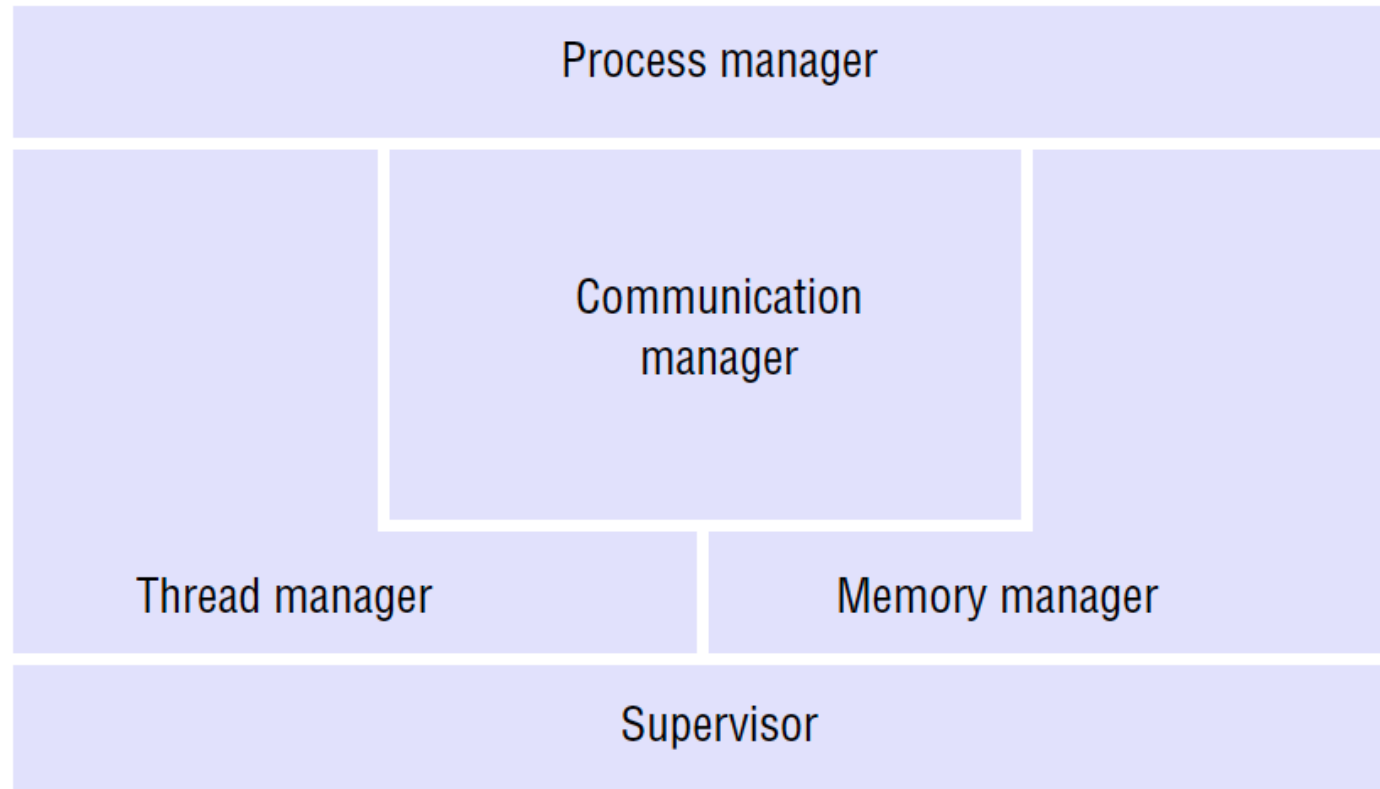 Process manager
Communication
manager
Thread manager
Memory manager
Supervisor